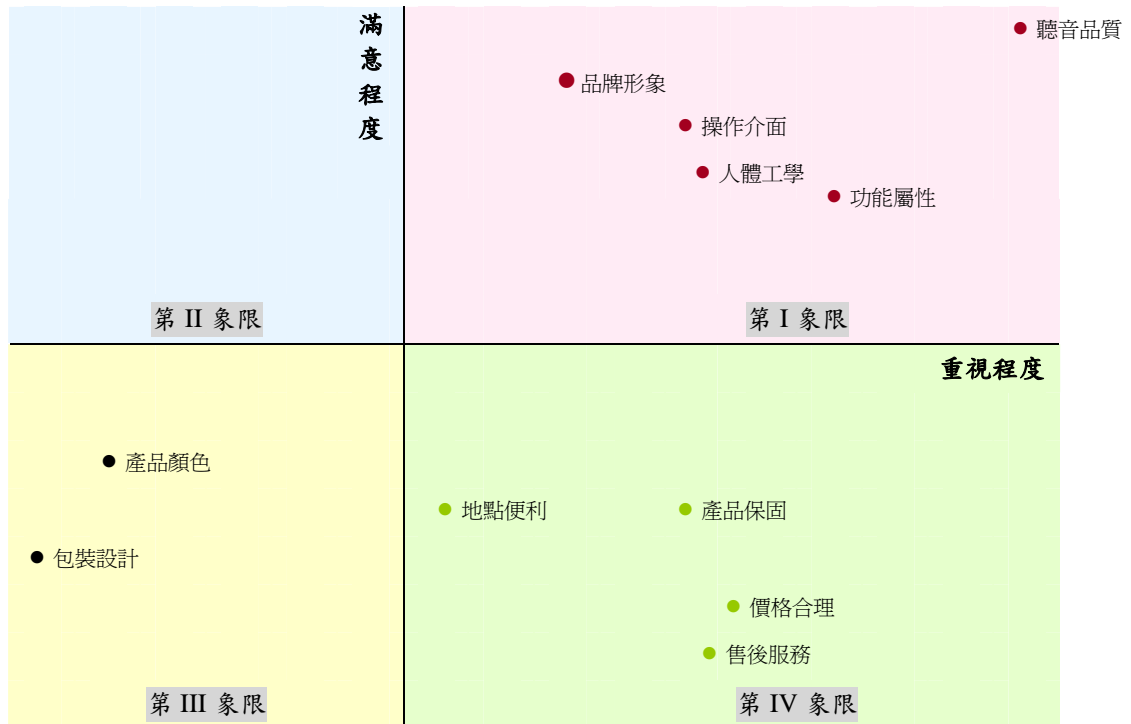 滿意程度
聽音品質
品牌形象
操作介面
人體工學
功能屬性
第 II 象限
第 I 象限
重視程度
產品顏色
地點便利
產品保固
包裝設計
價格合理
售後服務
第 III 象限
第 IV 象限